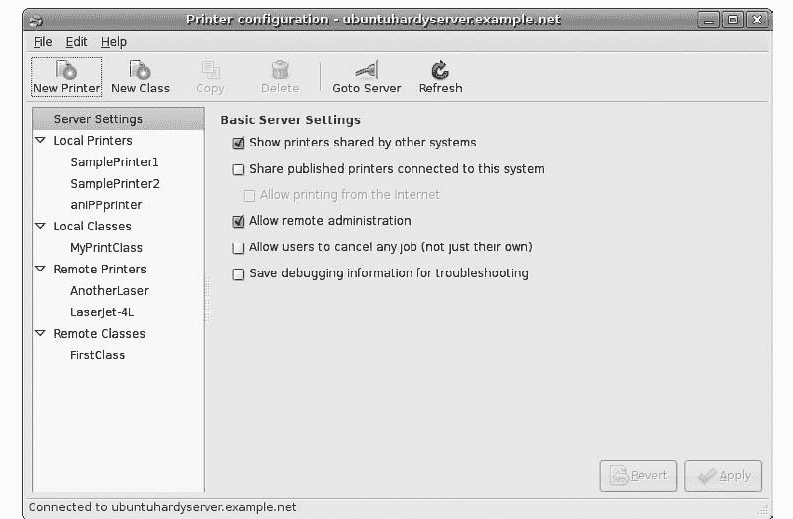 Printer configuration - ubuntuhardyserver.example.net
File Edit Help
New Printer New Class Copy Delete Goto Server Refresh
Server Settings
Local Printers
SamplePrinter1
SamplePrinter2
anIPPprinter
Local Classes
MyPrintClass
Remote Printers
AnotherLaser
LaserJet-4L
Remote Classes
FirstClass
Basic Server Settings
Show printers shared by other systems
Share published printers connected to this system
Allow printing from the Internet
Allow remote administration
Allow users to cancel any job (not just their own)
Save debugging information for troubleshooting
Revert Apply
Connected to ubuntuhardyserver.example.net